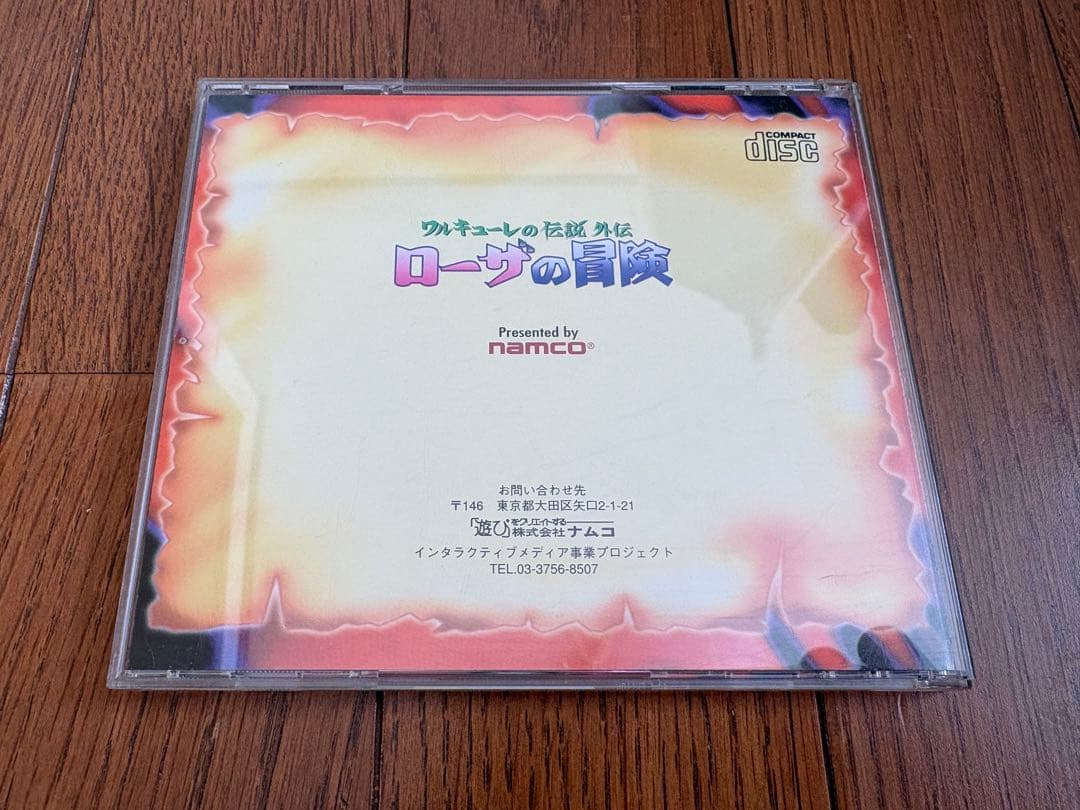 COMPACT
disc
ワルキューレの伝説 外伝
ローザの冒険
Presented by
namco®
お問い合わせ先
〒146 東京都大田区矢口2-1-21
「遊び」をクリエイトする 株式会社ナムコ
インタラクティブメディア事業プロジェクト
TEL.03-3756-8507